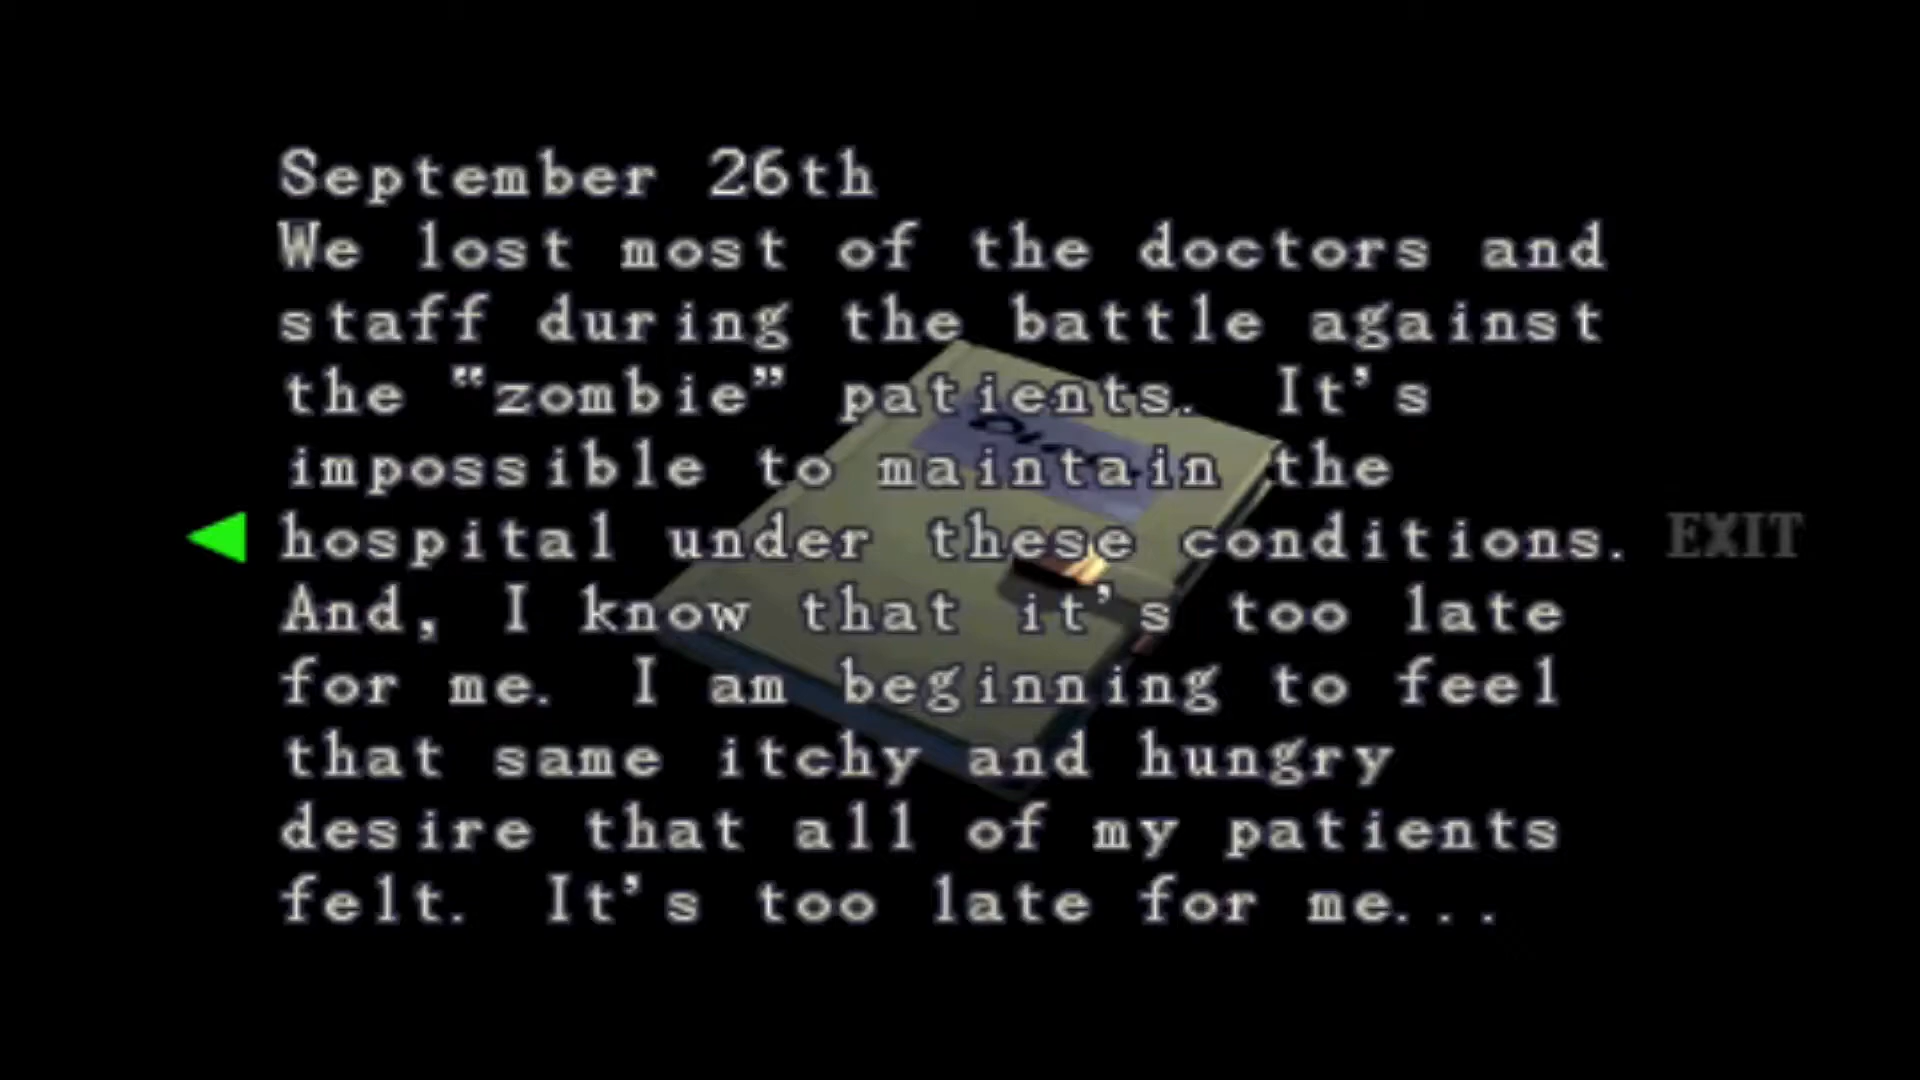 September 26th
We lost most of the doctors and
staff during the battle against
the “zombie” patients. It’s
impossible to maintain the
hospital under these conditions.
EXIT
And, I know that it’s too late
for me. I am beginning to feel
that same itchy and hungry
desire that all of my patients
felt. It’s too late for me...